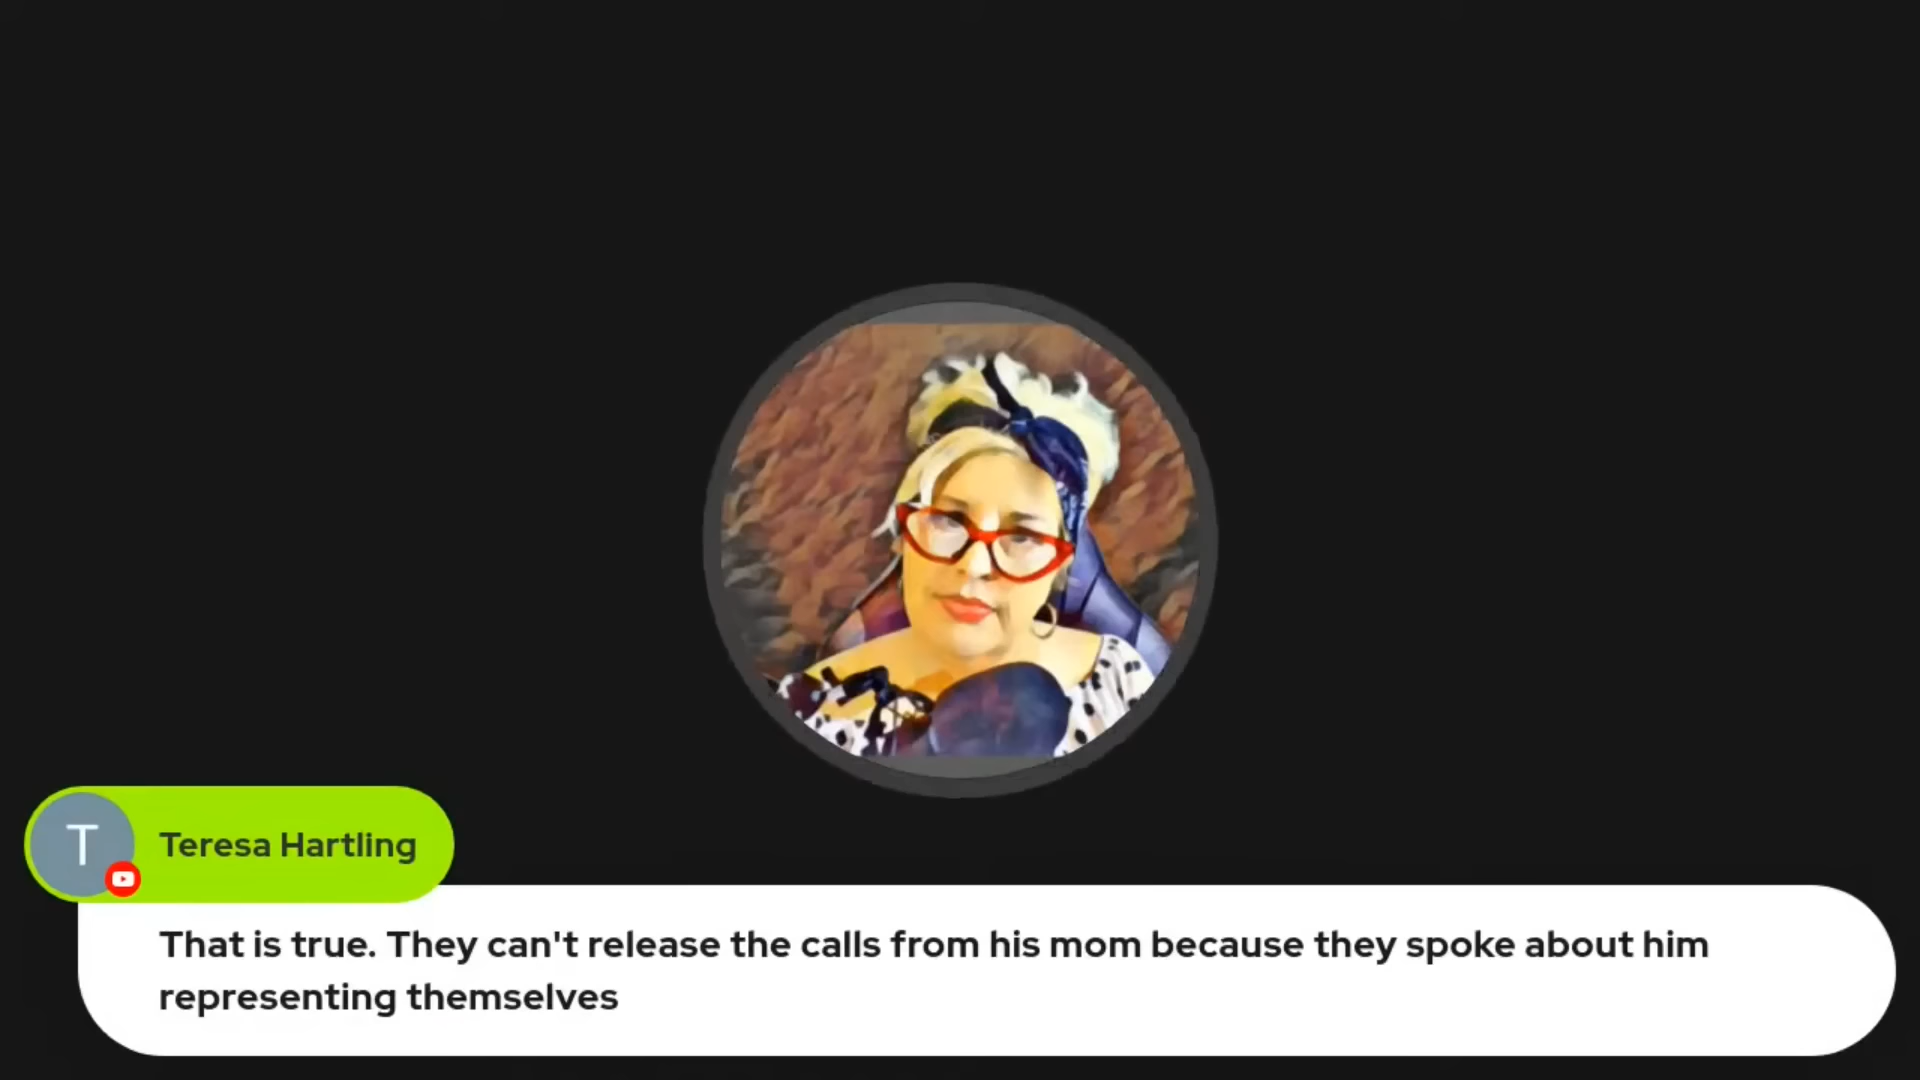 T
Teresa Hartling
That is true. They can't release the calls from his mom because they spoke about him
representing themselves